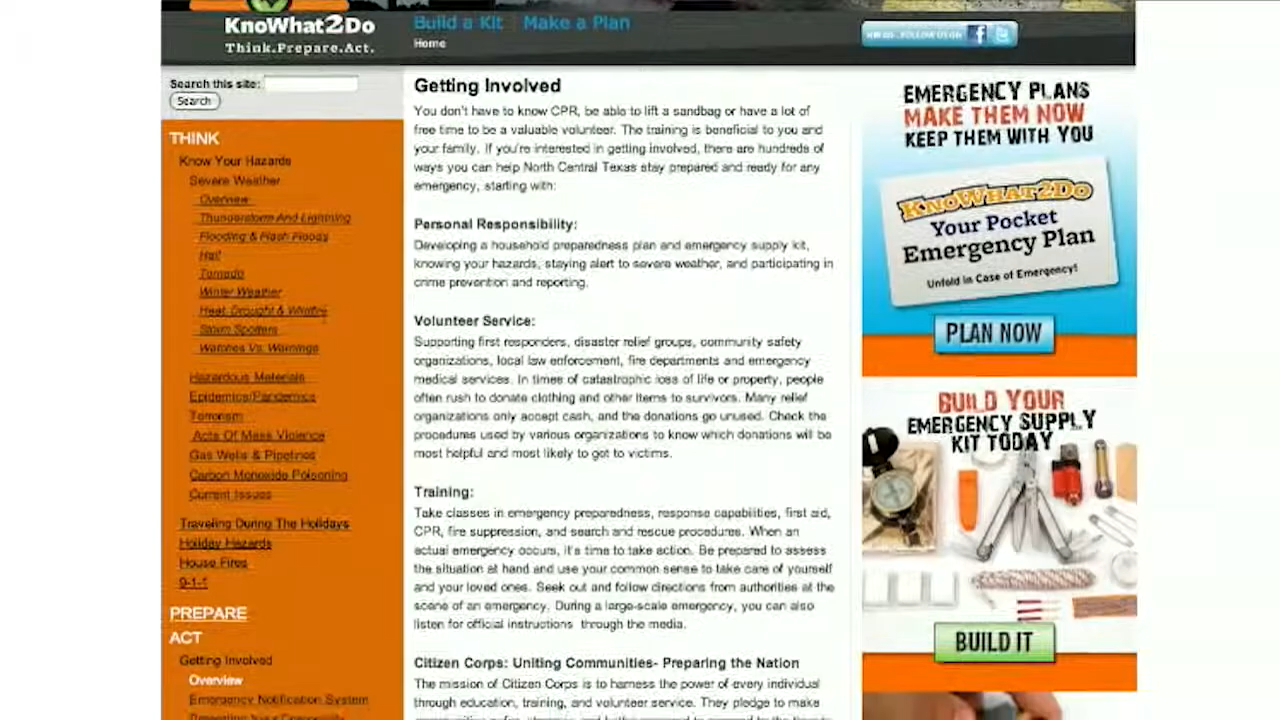 KnoWhat2Do
Think.Prepare.Act.
Build a Kit
Make a Plan
Home
Search this site:
Search
THINK
Know Your Hazards
Severe Weather
Overview
Thunderstorm And Lightning
Flooding & Flash Floods
Hail
Tornado
Winter Weather
Heat, Drought & Wildfire
Storm Spotters
Watches Vs. Warnings
Hazardous Materials
Epidemics/Pandemics
Terrorism
Acts Of Mass Violence
Gas Wells & Pipelines
Carbon Monoxide Poisoning
Current Issues
Traveling During The Holidays
Holiday Hazards
House Fires
9-1-1
PREPARE
ACT
Getting Involved
Overview
Emergency Notification System
Getting Involved
You don't have to know CPR, be able to lift a sandbag or have a lot of
free time to be a valuable volunteer. The training is beneficial to you and
your family. If you're interested in getting involved, there are hundreds of
ways you can help North Central Texas stay prepared and ready for any
emergency, starting with:
Personal Responsibility:
Developing a household preparedness plan and emergency supply kit,
knowing your hazards, staying alert to severe weather, and participating in
crime prevention and reporting.
Volunteer Service:
Supporting first responders, disaster relief groups, community safety
organizations, local law enforcement, fire departments and emergency
medical services. In times of catastrophic loss of life or property, people
often rush to donate clothing and other items to survivors. Many relief
organizations only accept cash, and the donations go unused. Check the
procedures used by various organizations to know which donations will be
most helpful and most likely to got to victims.
Training:
Take classes in emergency preparedness, response capabilities, first aid,
CPR, fire suppression, and search and rescue procedures. When an
actual emergency occurs, it's time to take action. Be prepared to assess
the situation at hand and use your common sense to take care of yourself
and your loved ones. Seek out and follow directions from authorities at the
scene of an emergency. During a large-scale emergency, you can also
listen for official instructions through the media.
Citizen Corps: Uniting Communities- Preparing the Nation
The mission of Citizen Corps is to harness the power of every individual
through education, training, and volunteer service. They pledge to make
FOLLOW US ON
EMERGENCY PLANS
MAKE THEM NOW
KEEP THEM WITH YOU
KNOWHAT2DO
Your Pocket
Emergency Plan
Unfold in Case of Emergency!
PLAN NOW
BUILD YOUR
EMERGENCY SUPPLY
KIT TODAY
BUILD IT